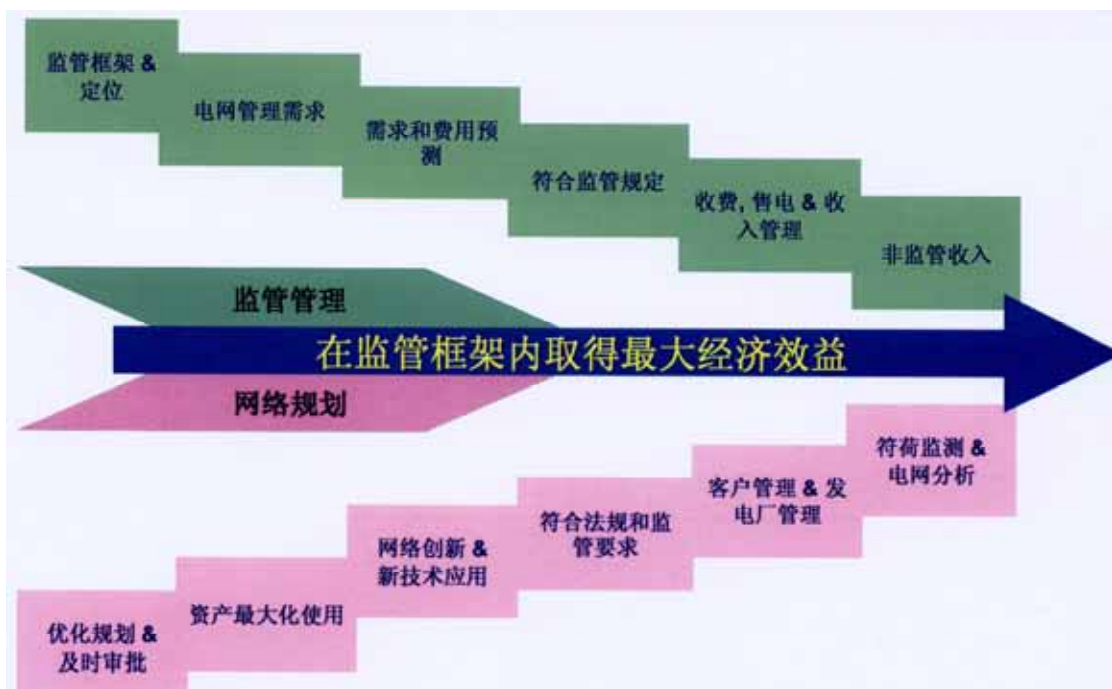 监管框架 &
定位
电网管理需求
需求和费用预
测
符合监管规定
收费, 售电 & 收
入管理
非监管收入
监管管理
在监管框架内取得最大经济效益
网络规划
符荷监测 &
电网分析
客户管理 & 发
电厂管理
符合法规和监
管要求
网络创新 &
新技术应用
资产最大化使用
优化规划 &
及时审批